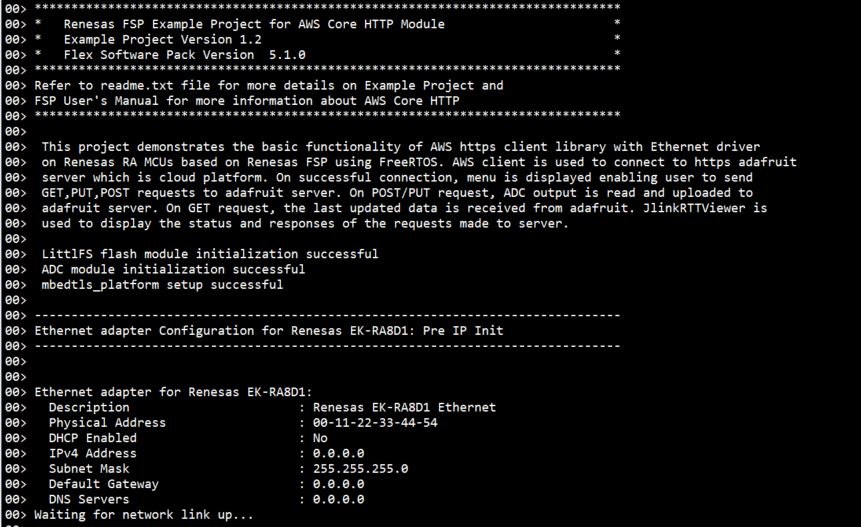 00> ********************************************************************************
00> *   Renesas FSP Example Project for AWS Core HTTP Module                       *
00> *   Example Project Version 1.2                                                *
00> *   Flex Software Pack Version  5.1.0                                          *
00> ********************************************************************************
00> Refer to readme.txt file for more details on Example Project and
00> FSP User's Manual for more information about AWS Core HTTP
00> ********************************************************************************
00>
00>  This project demonstrates the basic functionality of AWS https client library with Ethernet driver
00>  on Renesas RA MCUs based on Renesas FSP using FreeRTOS. AWS client is used to connect to https adafruit
00>  server which is cloud platform. On successful connection, menu is displayed enabling user to send
00>  GET,PUT,POST requests to adafruit server. On POST/PUT request, ADC output is read and uploaded to
00>  adafruit server. On GET request, the last updated data is received from adafruit. JlinkRTTViewer is
00>  used to display the status and responses of the requests made to server.
00>
00>  LittlFS flash module initialization successful
00>  ADC module initialization successful
00>  mbedtls_platform setup successful
00>
00> --------------------------------------------------------------------------------
00> Ethernet adapter Configuration for Renesas EK-RA8D1: Pre IP Init
00> --------------------------------------------------------------------------------
00>
00>
00> Ethernet adapter for Renesas EK-RA8D1:
00>   Description                       : Renesas EK-RA8D1 Ethernet
00>   Physical Address                  : 00-11-22-33-44-54
00>   DHCP Enabled                      : No
00>   IPv4 Address                      : 0.0.0.0
00>   Subnet Mask                       : 255.255.255.0
00>   Default Gateway                   : 0.0.0.0
00>   DNS Servers                       : 0.0.0.0
00> Waiting for network link up...